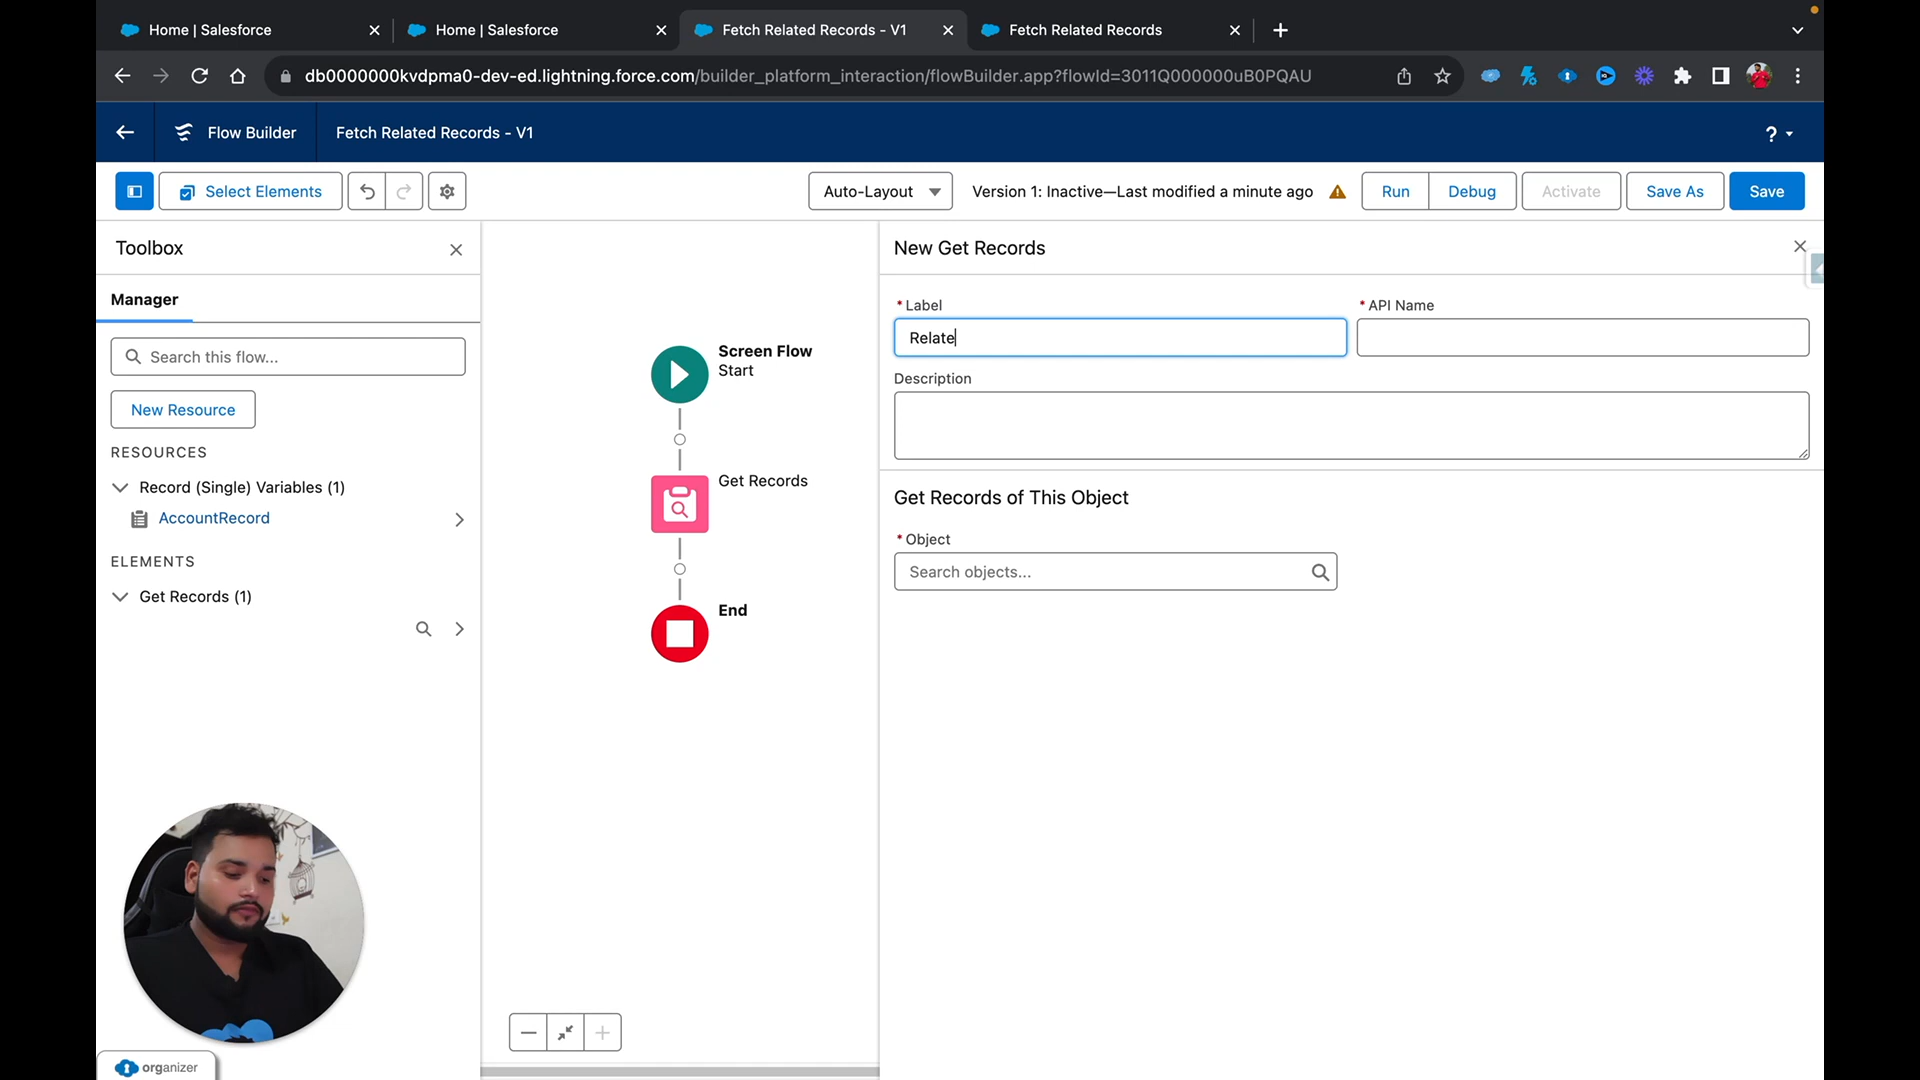 Home | Salesforce
Home | Salesforce
Fetch Related Records - V1
Fetch Related Records
db0000000kvdpma0-dev-ed.lightning.force.com/builder_platform_interaction/flowBuilder.app?flowId=3011Q000000uB0PQAU
Flow Builder
Fetch Related Records - V1
?
Select Elements
Auto-Layout
Version 1: Inactive—Last modified a minute ago
Run
Debug
Activate
Save As
Save
Toolbox
New Get Records
Manager
* Label
* API Name
Relate
Search this flow...
Screen Flow
Start
Description
New Resource
RESOURCES
Record (Single) Variables (1)
Get Records
Get Records of This Object
AccountRecord
* Object
ELEMENTS
Search objects...
Get Records (1)
End
organizer